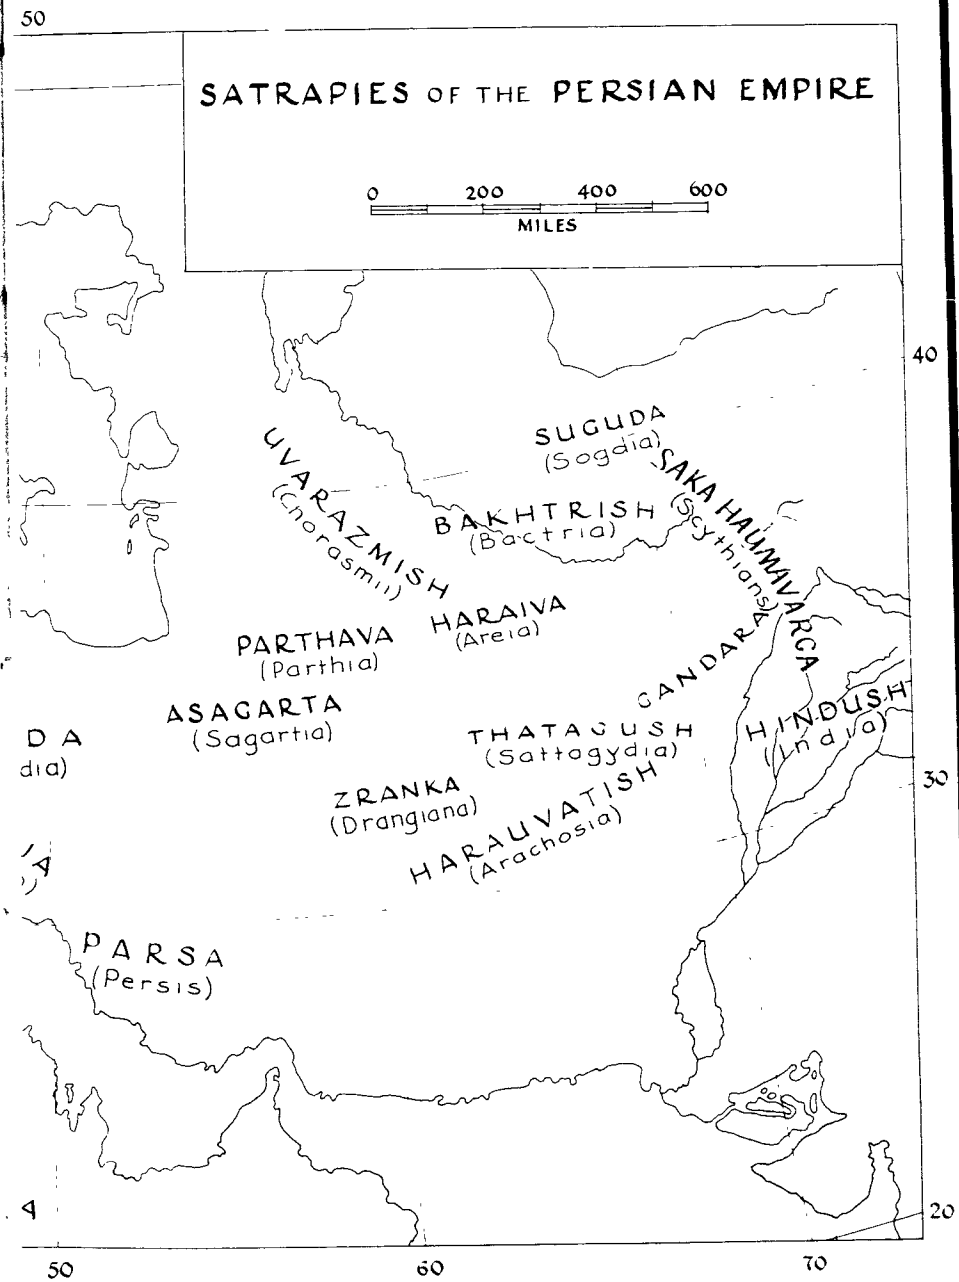 50
SATRAPIES OF THE PERSIAN EMPIRE
0 200 400 600
MILES
40
SUGUDA
(Sogdia)
SAKA HAUMAVARGA
(Scythians)
UVARAZMISH
(Chorasmii)
BAKHTRISH
(Bactria)
HARAIVA
(Areia)
PARTHAVA
(Parthia)
GANDARA
ASAGARTA
(Sagartia)
HINDUSH
(India)
THATAGUSH
(Sattagydia)
DA
dia)
30
ZRANKA
(Drangiana)
HARAUVATISH
(Arachosia)
A
)
PARSA
(Persis)
A
20
50 60 70